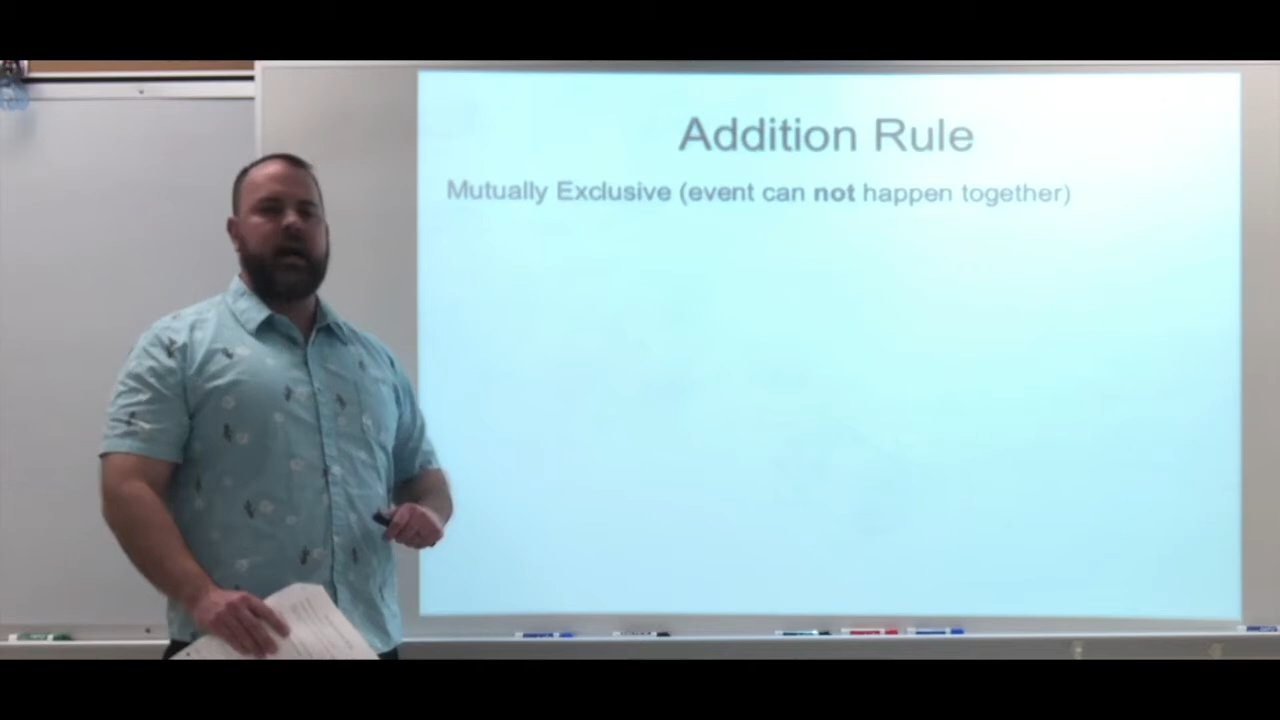 Addition Rule
Mutually Exclusive (event can not happen together)